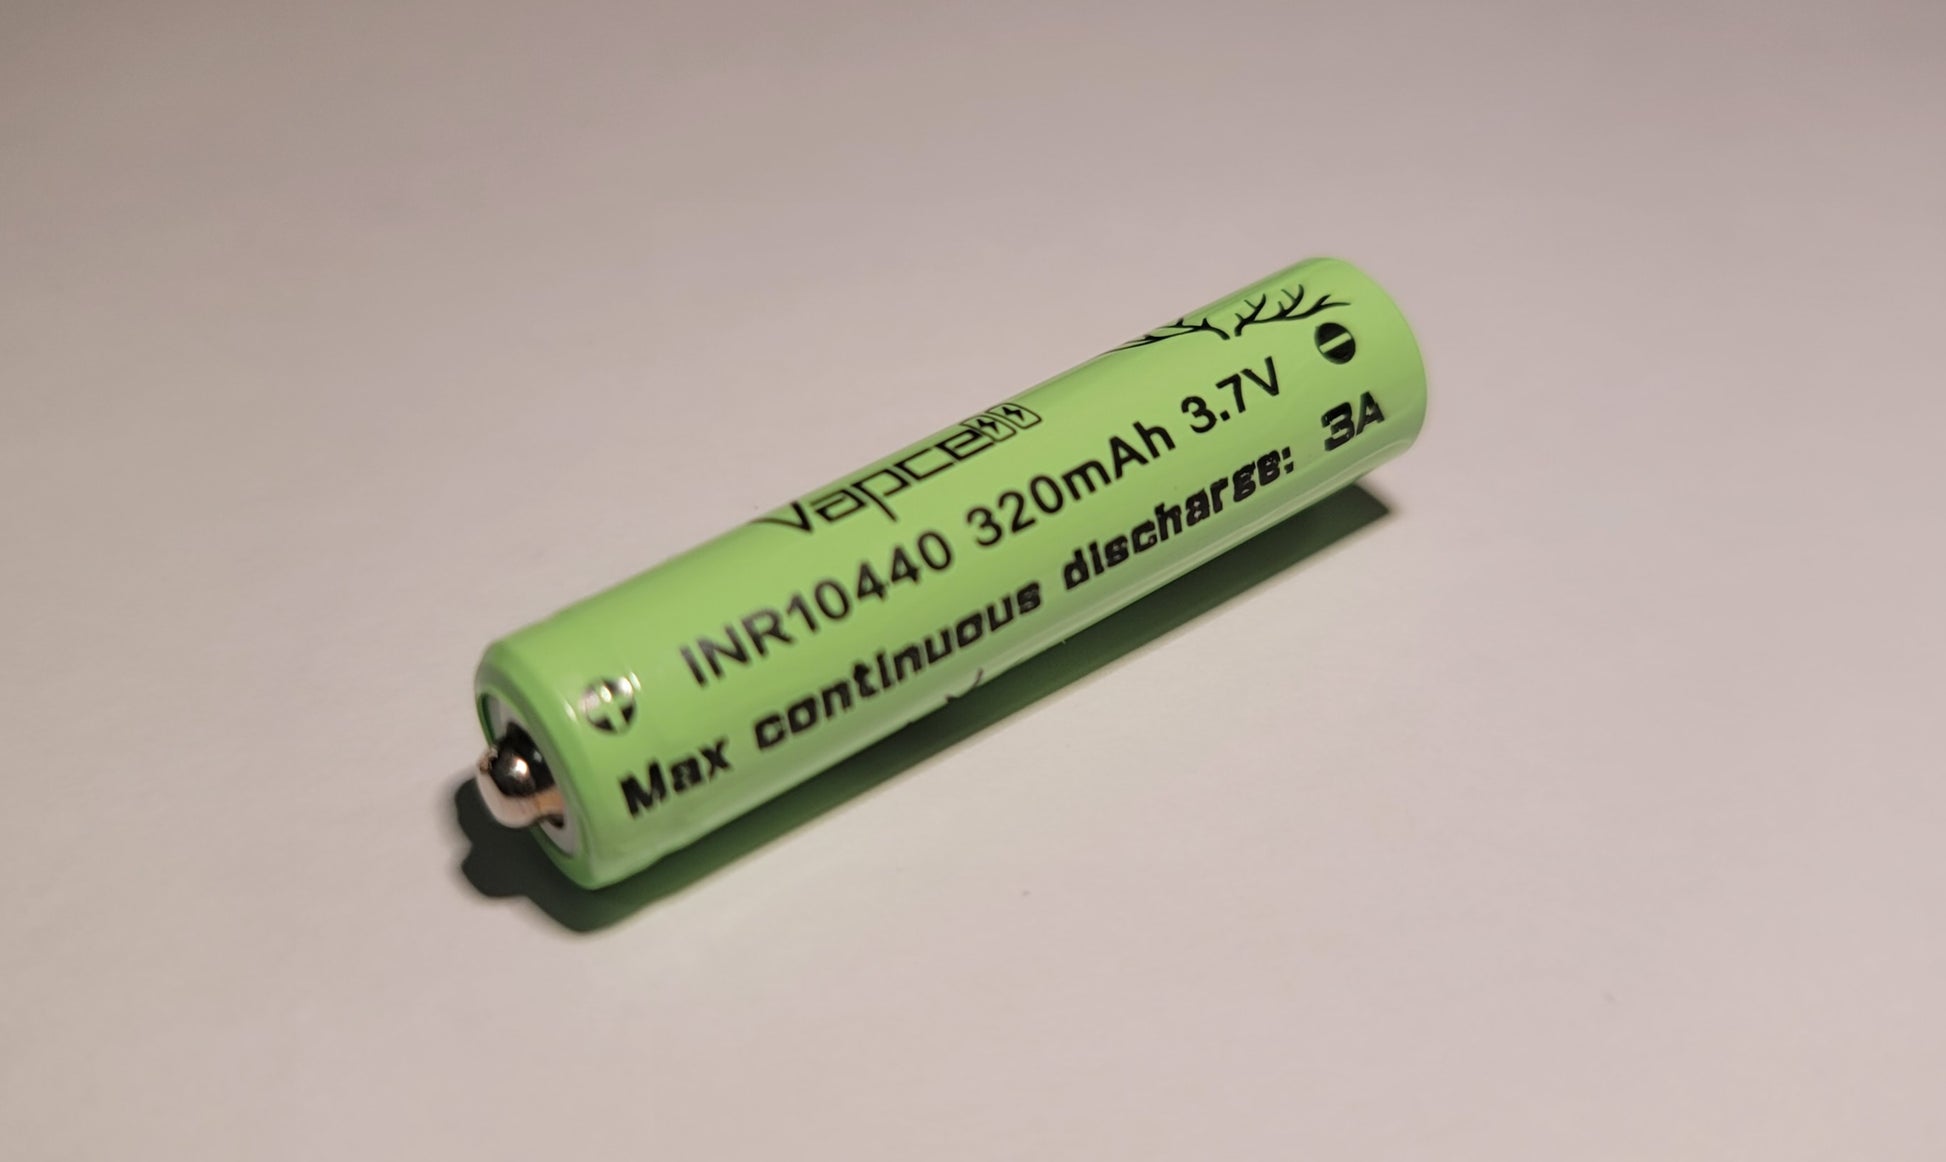 Vapcell
INR10440 320mAh 3.7V
Max continuous discharge: 3A